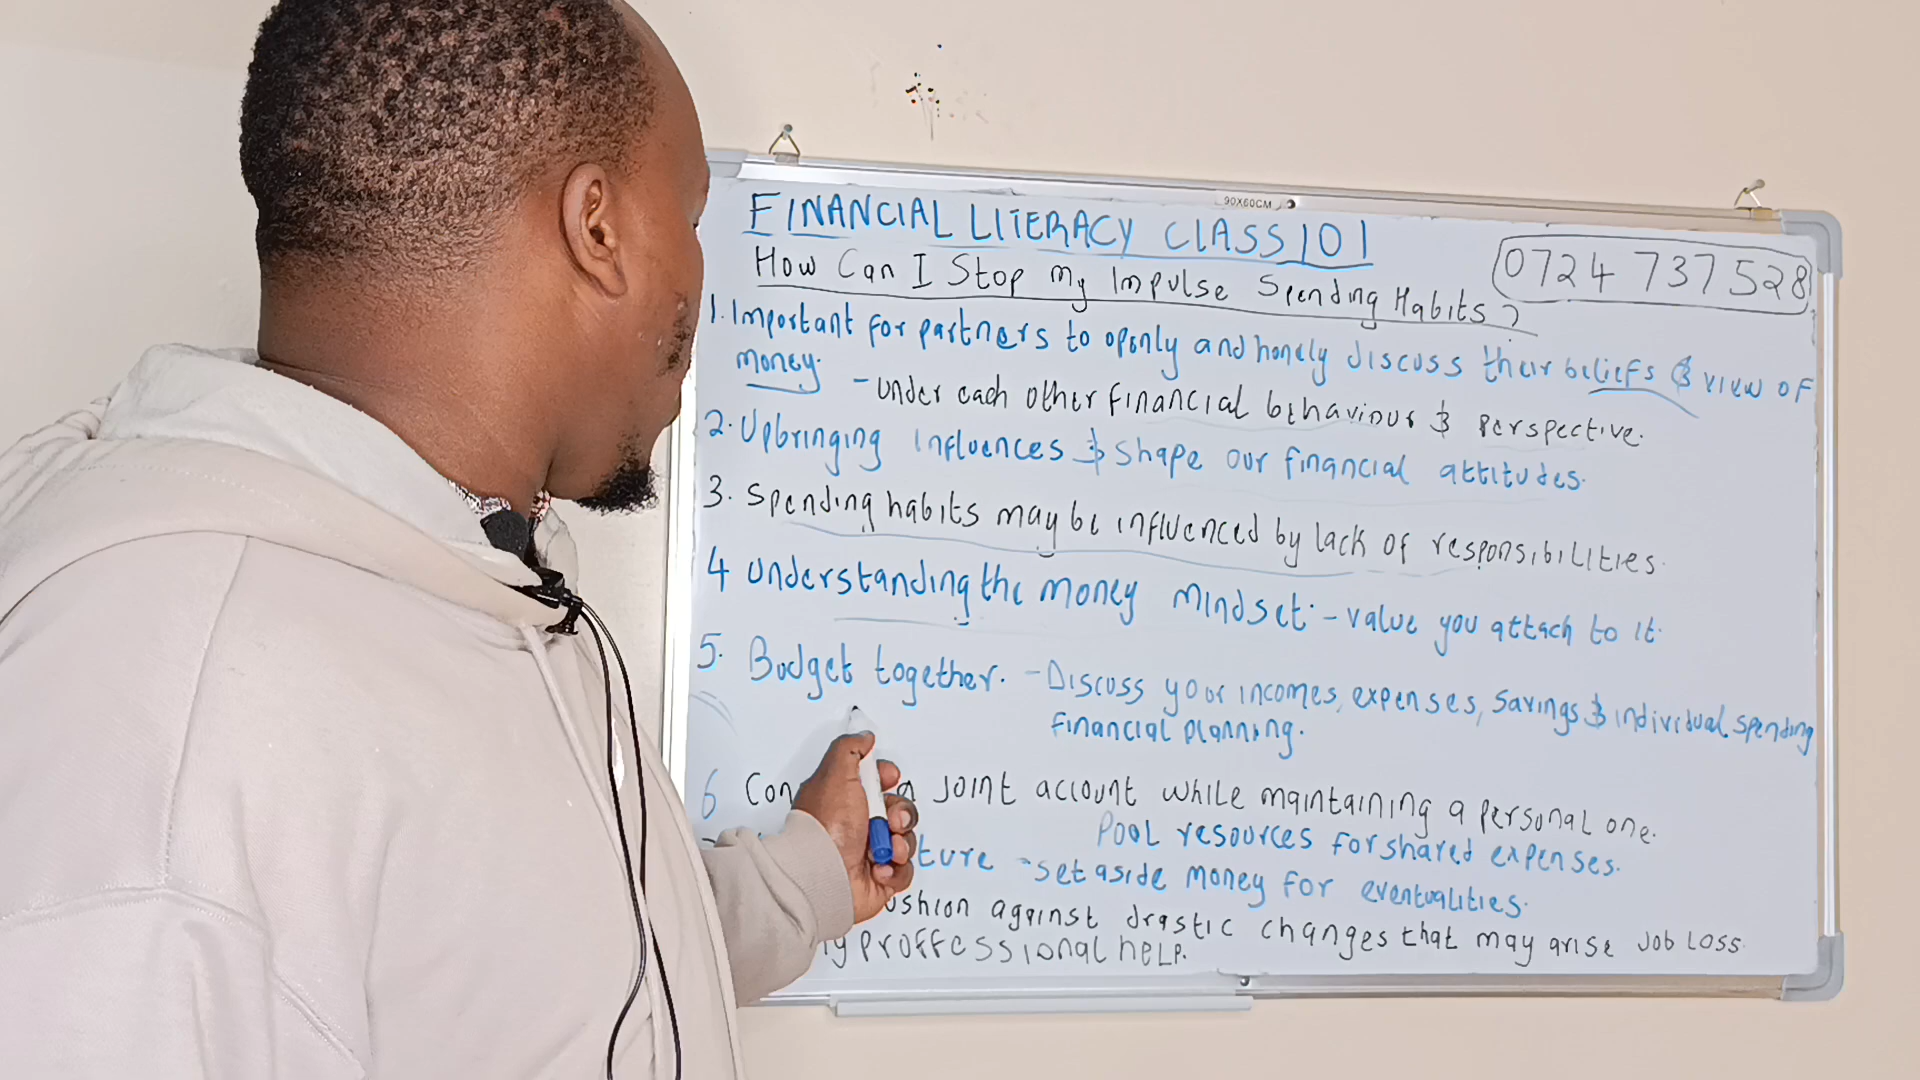 90X60CM
FINANCIAL LITERACY CLASS 101
0724 737 528
How Can I Stop My Impulse Spending Habits?
1. Important for partners to oponly and honely discuss their beliefs & view of
money.
- under each other financial behaviour & perspective.
2. Upbringing influences & shape our financial attitudes.
3. Spending habits may be influenced by lack of responsibilities.
4 Understanding the money mindset. - value you attach to it.
5. Budget together. - Discuss your incomes, expenses, savings & individual spending
financial planning.
6 Con a joint account while maintaining a personal one.
Pool resources for shared expenses.
ture - set aside money for eventualities.
ushion against drastic changes that may arise job loss.
proffessional help.